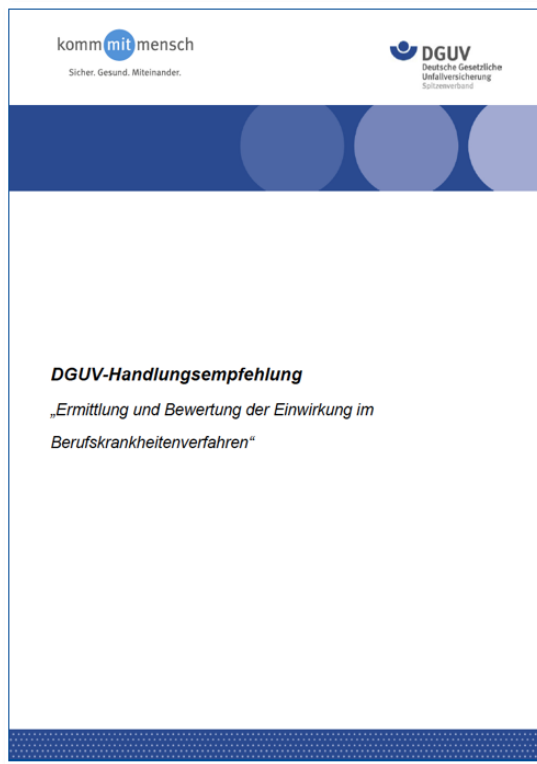 komm mit mensch
Sicher. Gesund. Miteinander.
DGUV
Deutsche Gesetzliche
Unfallversicherung
Spitzenverband
DGUV-Handlungsempfehlung
„Ermittlung und Bewertung der Einwirkung im
Berufskrankheitenverfahren“